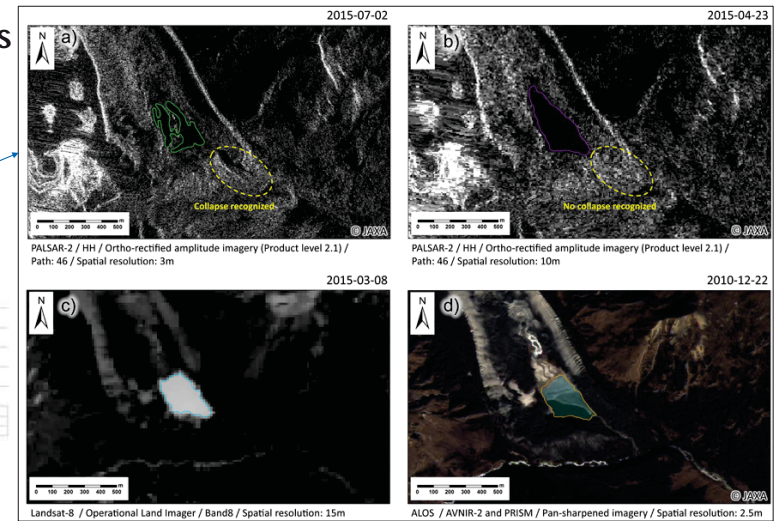 s
2015-07-02
N
a)
Collapse recognized
0 100 200 300 400 500 m
© JAXA
PALSAR-2 / HH / Ortho-rectified amplitude imagery (Product level 2.1) /
Path: 46 / Spatial resolution: 3m
2015-04-23
N
b)
No collapse recognized
0 100 200 300 400 500 m
© JAXA
PALSAR-2 / HH / Ortho-rectified amplitude imagery (Product level 2.1) /
Path: 46 / Spatial resolution: 10m
2015-03-08
N
c)
0 100 200 300 400 500 m
Landsat-8 / Operational Land Imager / Band8 / Spatial resolution: 15m
2010-12-22
N
d)
0 100 200 300 400 500 m
© JAXA
ALOS / AVNIR-2 and PRISM / Pan-sharpened imagery / Spatial resolution: 2.5m